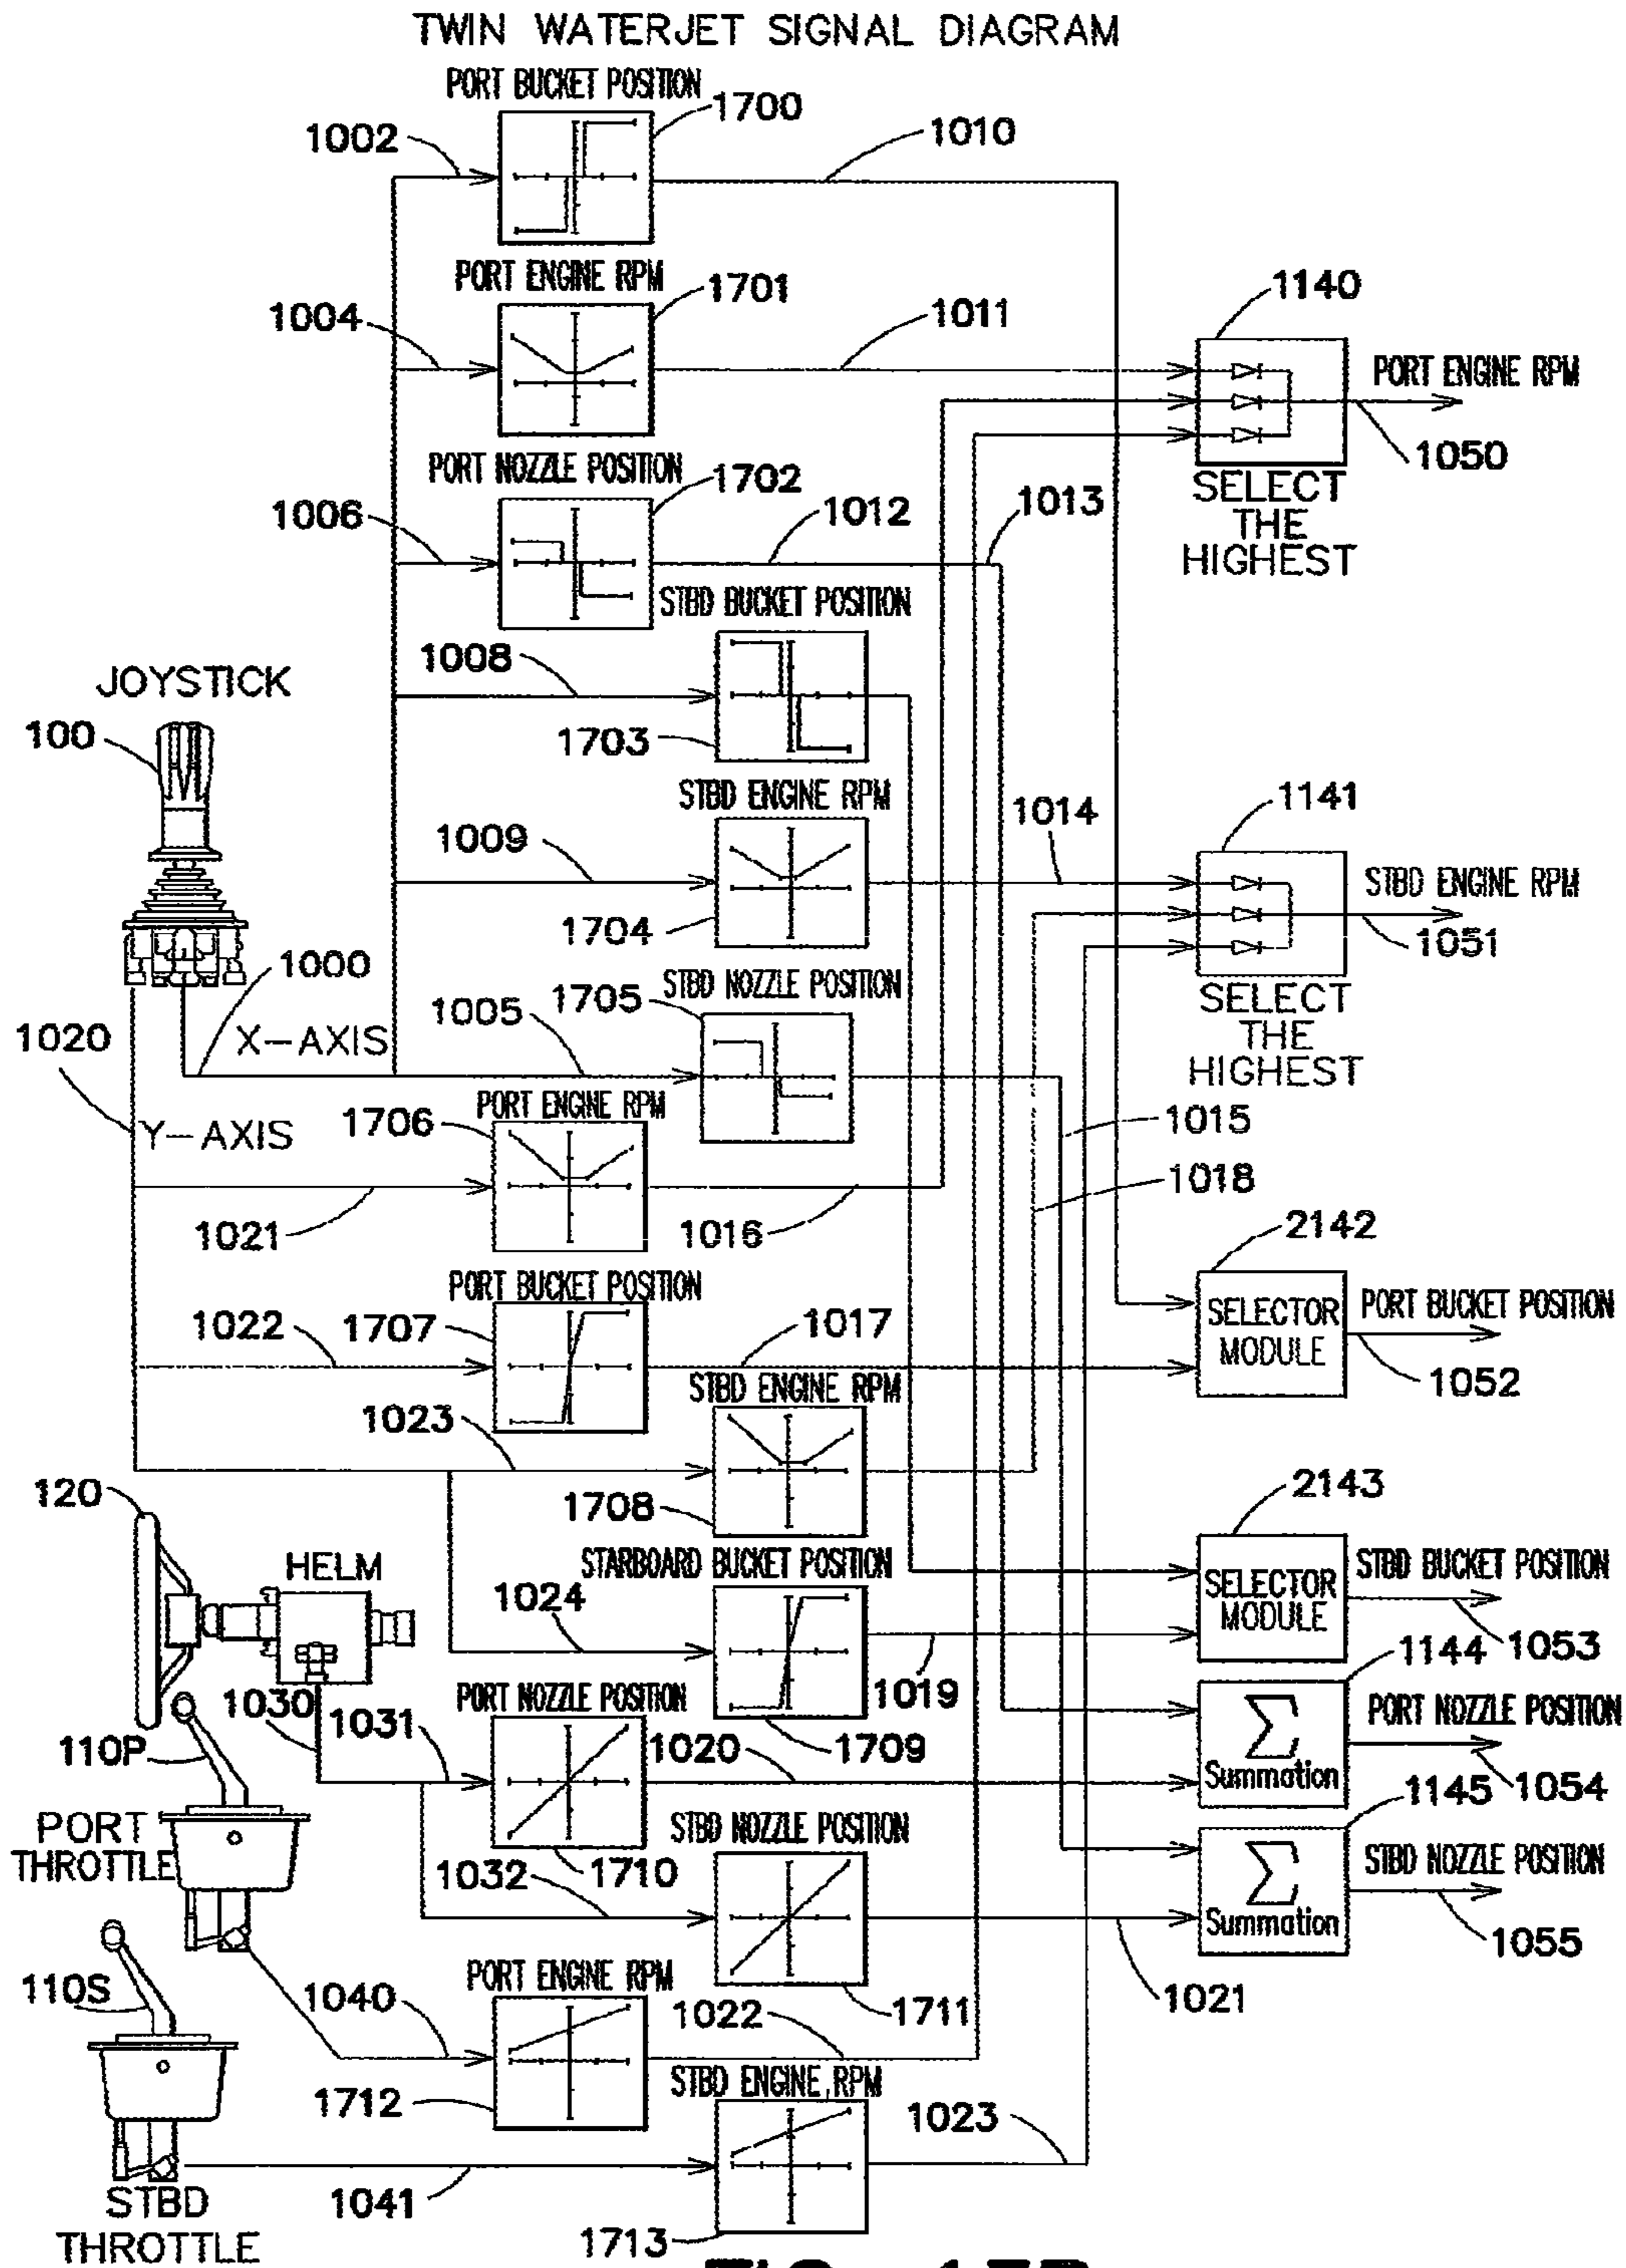 TWIN WATERJET SIGNAL DIAGRAM
PORT BUCKET POSITION
1700
1002
1010
PORT ENGINE RPM
1701
1140
1004
1011
PORT ENGINE RPM
1050
PORT NOZZLE POSITION
1702
SELECT
THE
HIGHEST
1006
1012
1013
STBD BUCKET POSITION
1008
JOYSTICK
100
1703
STBD ENGINE RPM
1014
1141
1009
STBD ENGINE RPM
1704
1051
1000
STBD NOZZLE POSITION
SELECT
THE
HIGHEST
1005
1705
1020
X-AXIS
PORT ENGINE RPM
1706
1015
Y-AXIS
1018
1021
1016
2142
PORT BUCKET POSITION
SELECTOR
MODULE
PORT BUCKET POSITION
1022
1707
1017
1052
STBD ENGINE RPM
1023
120
2143
1708
HELM
STARBOARD BUCKET POSITION
STBD BUCKET POSITION
SELECTOR
MODULE
1024
1053
1144
PORT NOZZLE POSITION
1019
1030
1031
PORT NOZZLE POSITION
110P
1020
1709
Σ
Summation
1054
1145
PORT
THROTTLE
STBD NOZZLE POSITION
STBD NOZZLE POSITION
1710
1032
Σ
Summation
1055
110S
PORT ENGINE RPM
1040
1711
1021
1022
STBD ENGINE RPM
1712
1023
STBD
THROTTLE
1041
1713